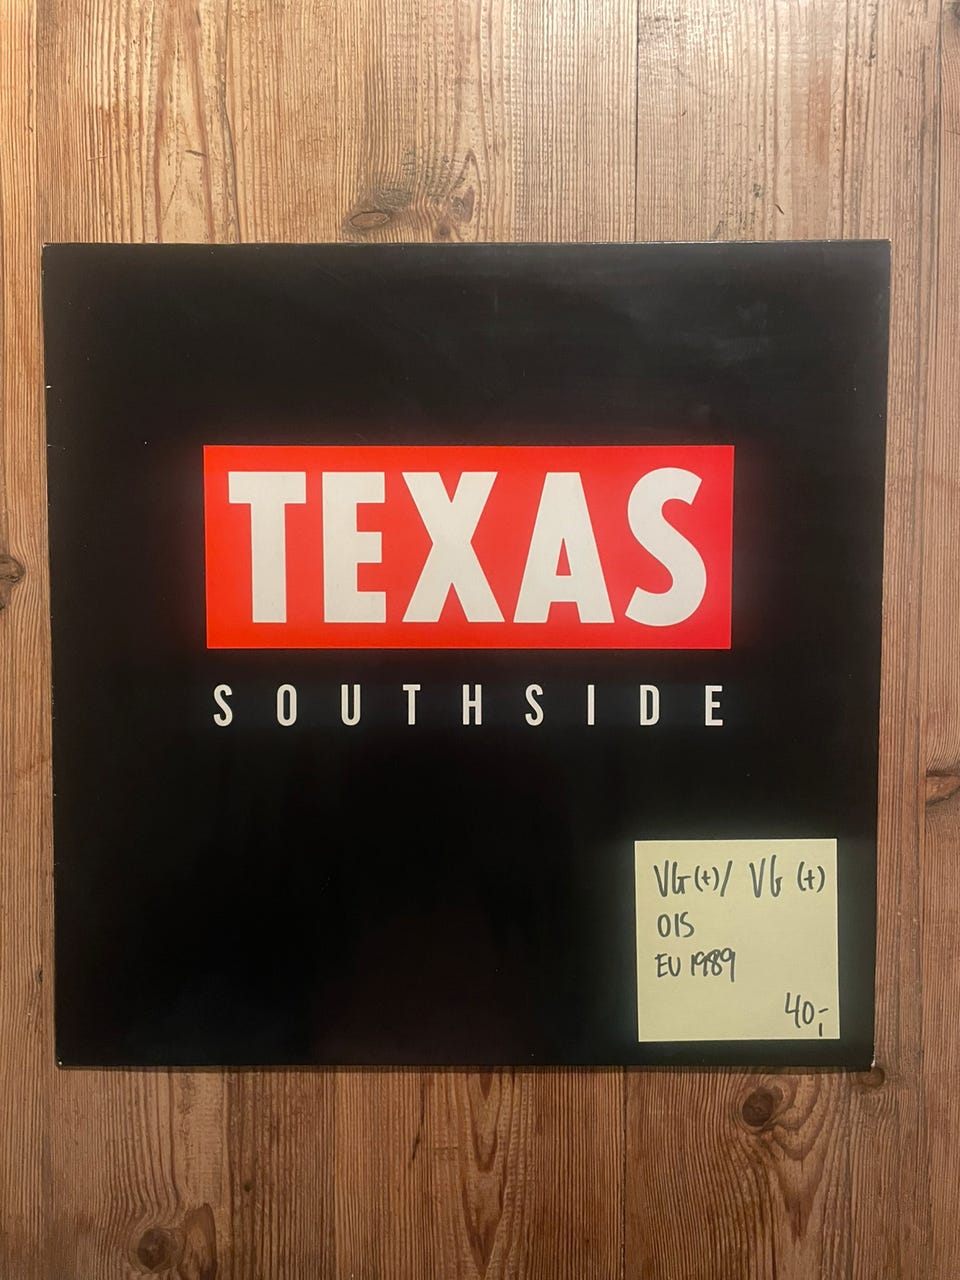 TEXAS
SOUTHSIDE
VG(+)/ VG (+)
OIS
EU 1989
40,-